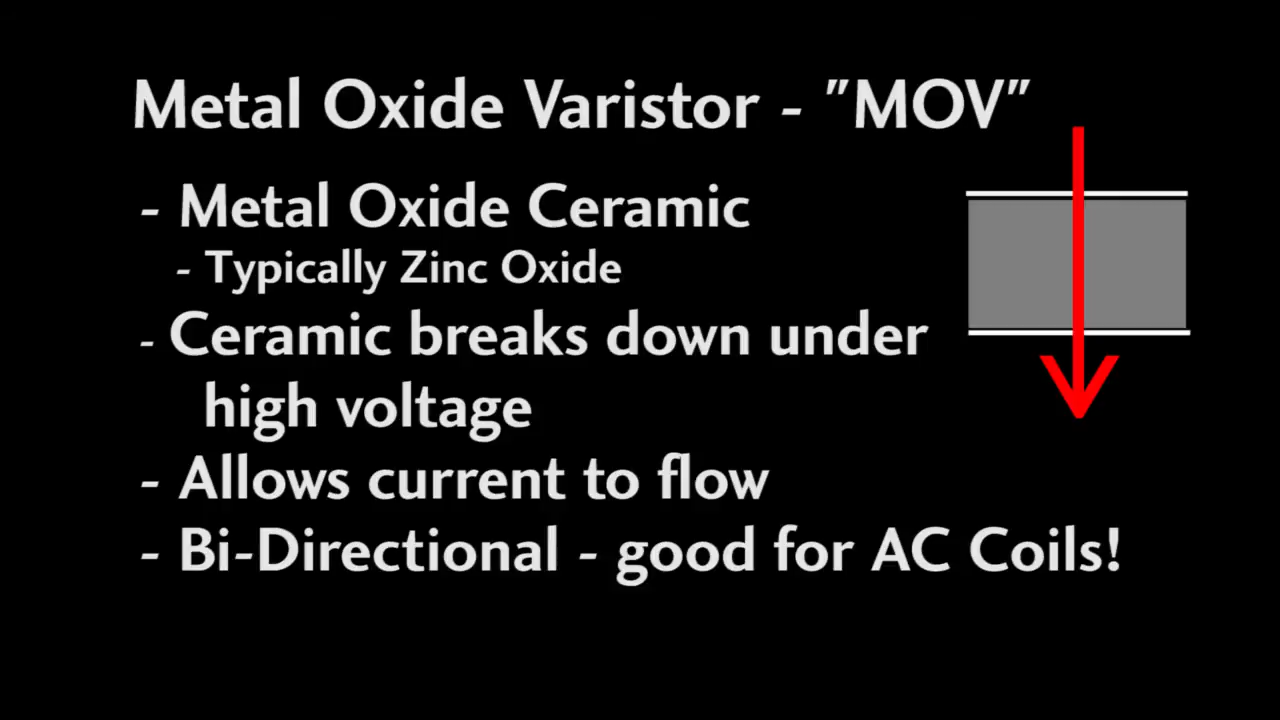 Metal Oxide Varistor - "MOV"
- Metal Oxide Ceramic
- Typically Zinc Oxide
- Ceramic breaks down under
high voltage
- Allows current to flow
- Bi-Directional - good for AC Coils!